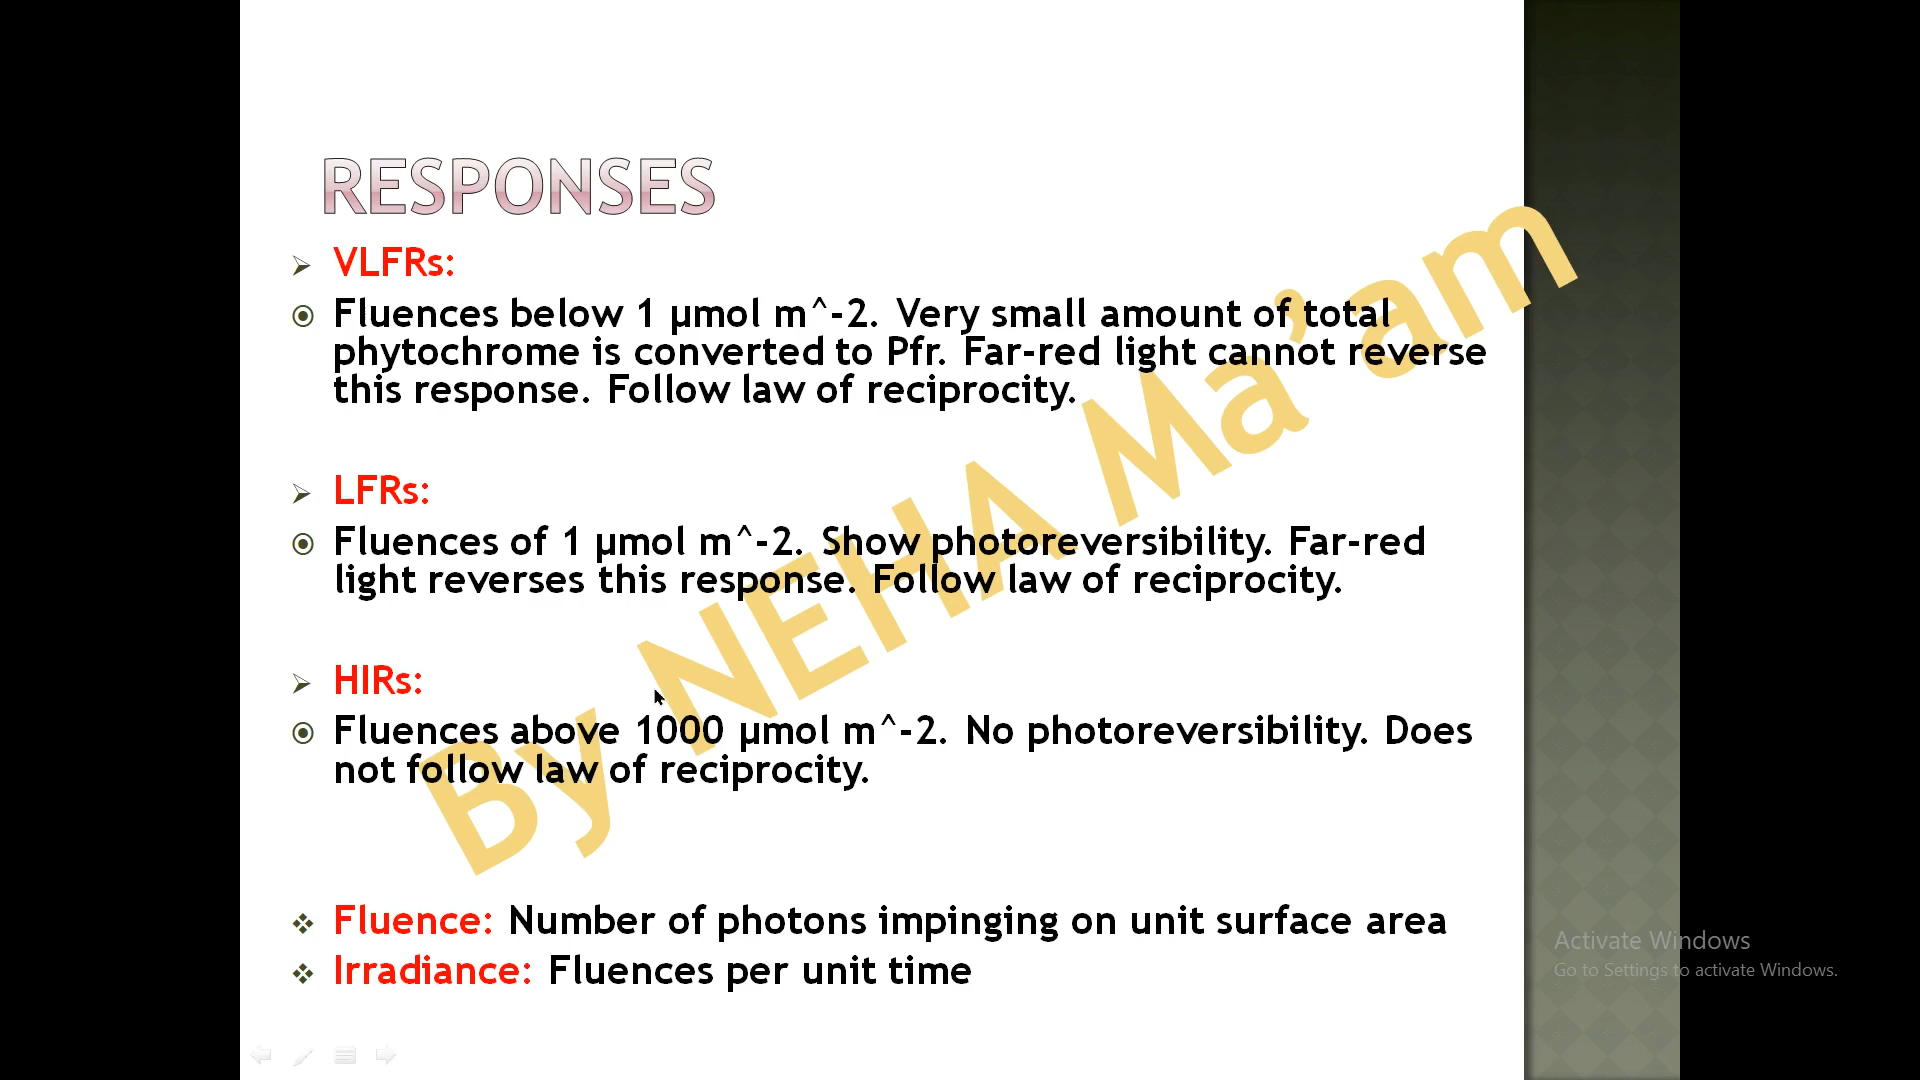 RESPONSES
VLFRs:
Fluences below 1 µmol m^-2. Very small amount of total
phytochrome is converted to Pfr. Far-red light cannot reverse
this response. Follow law of reciprocity.
LFRs:
Fluences of 1 µmol m^-2. Show photoreversibility. Far-red
light reverses this response. Follow law of reciprocity.
HIRs:
Fluences above 1000 µmol m^-2. No photoreversibility. Does
not follow law of reciprocity.
Fluence: Number of photons impinging on unit surface area
Irradiance: Fluences per unit time
By NEHA Ma’am
Activate Windows
Go to Settings to activate Windows.